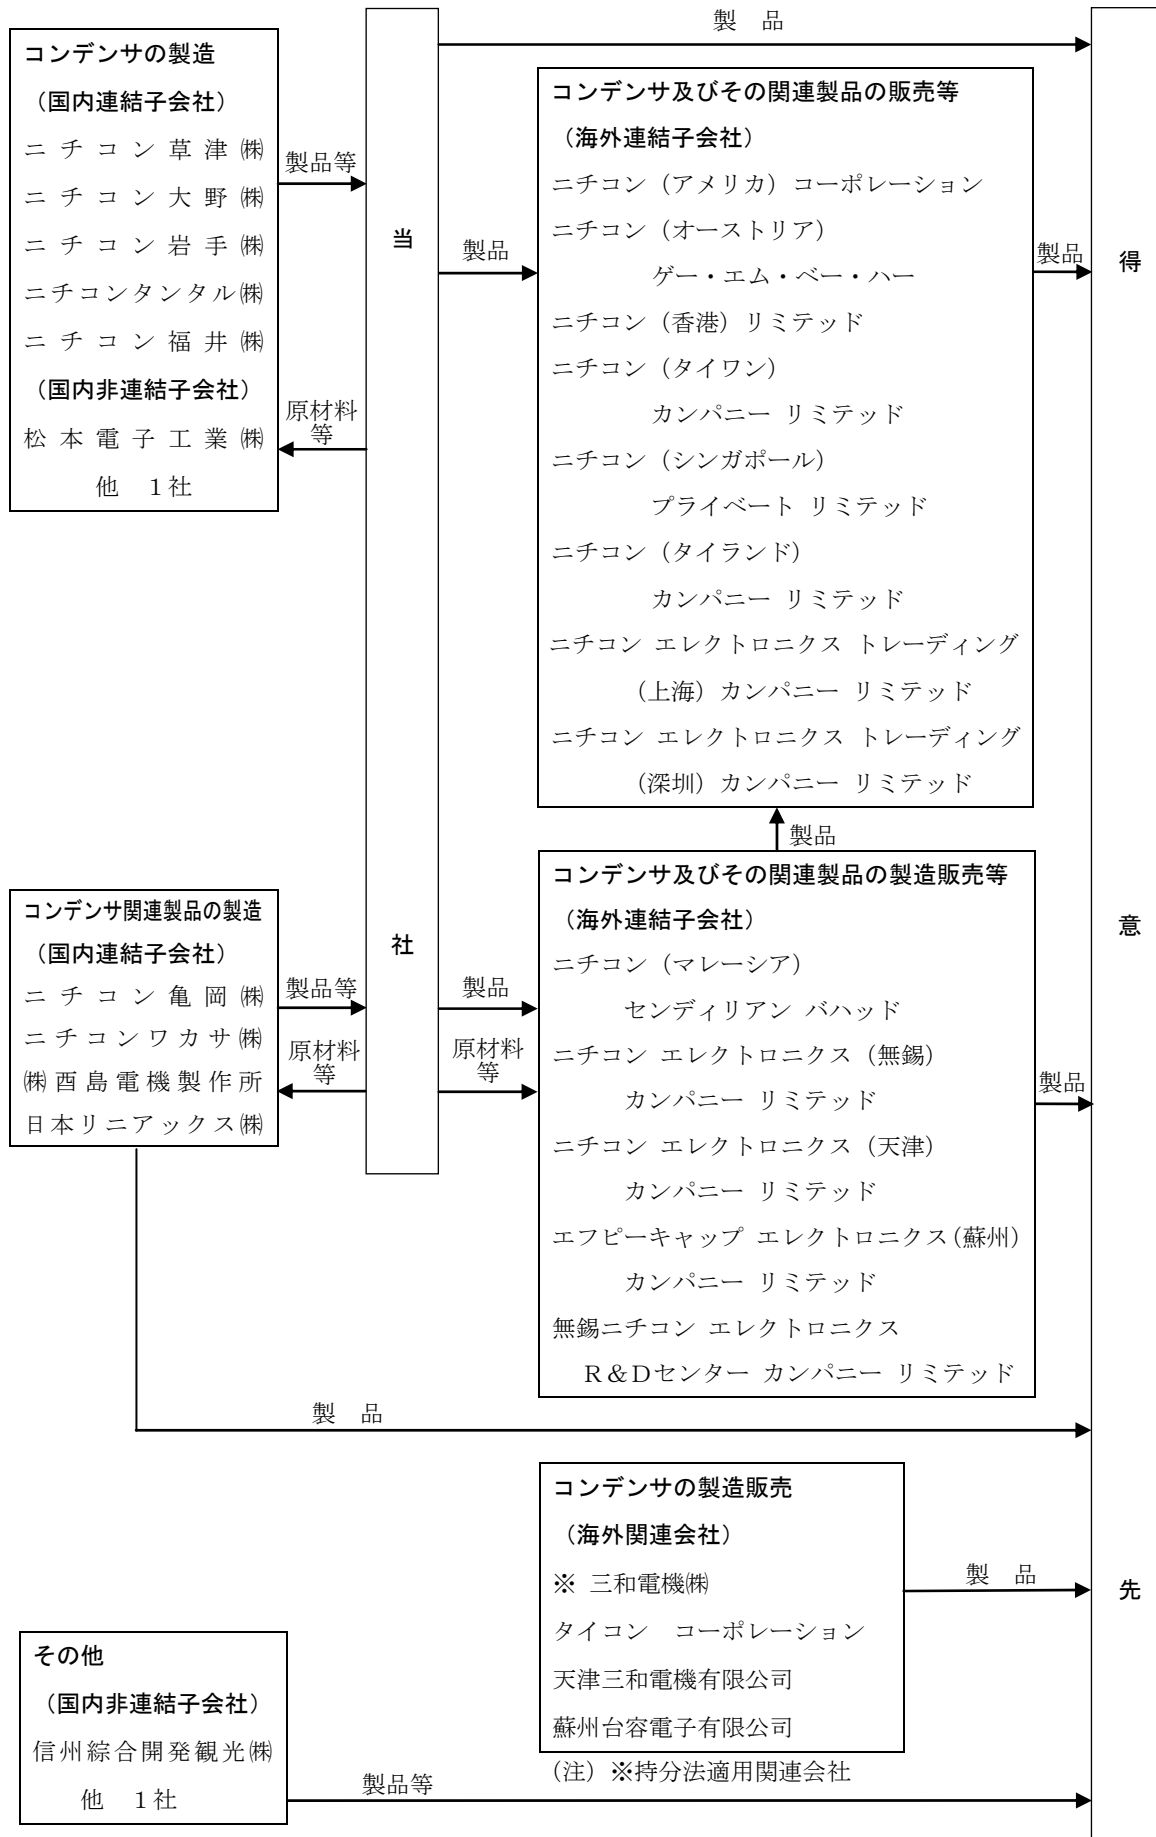 製　品
コンデンサの製造
（国内連結子会社）
ニチコン草津㈱
ニチコン大野㈱
ニチコン岩手㈱
ニチコンタンタル㈱
ニチコン福井㈱
（国内非連結子会社）
松本電子工業㈱
他　１社
製品等
原材料
等
当
社
製品
コンデンサ及びその関連製品の販売等
（海外連結子会社）
ニチコン（アメリカ）コーポレーション
ニチコン（オーストリア）
ゲー・エム・ベー・ハー
ニチコン（香港）リミテッド
ニチコン（タイワン）
カンパニー リミテッド
ニチコン（シンガポール）
プライベート リミテッド
ニチコン（タイランド）
カンパニー リミテッド
ニチコン エレクトロニクス トレーディング
（上海）カンパニー リミテッド
ニチコン エレクトロニクス トレーディング
（深圳）カンパニー リミテッド
製品
得
意
先
製品
コンデンサ関連製品の製造
（国内連結子会社）
ニチコン亀岡㈱
ニチコンワカサ㈱
㈱酉島電機製作所
日本リニアックス㈱
製品等
原材料
等
製品
原材料
等
コンデンサ及びその関連製品の製造販売等
（海外連結子会社）
ニチコン（マレーシア）
センディリアン バハッド
ニチコン エレクトロニクス（無錫）
カンパニー リミテッド
ニチコン エレクトロニクス（天津）
カンパニー リミテッド
エフピーキャップ エレクトロニクス（蘇州）
カンパニー リミテッド
無錫ニチコン エレクトロニクス
Ｒ＆Ｄセンター カンパニー リミテッド
製品
製　品
コンデンサの製造販売
（海外関連会社）
※ 三和電機㈱
タイコン　コーポレーション
天津三和電機有限公司
蘇州台容電子有限公司
（注）※持分法適用関連会社
製　品
その他
（国内非連結子会社）
信州綜合開発観光㈱
他　１社
製品等